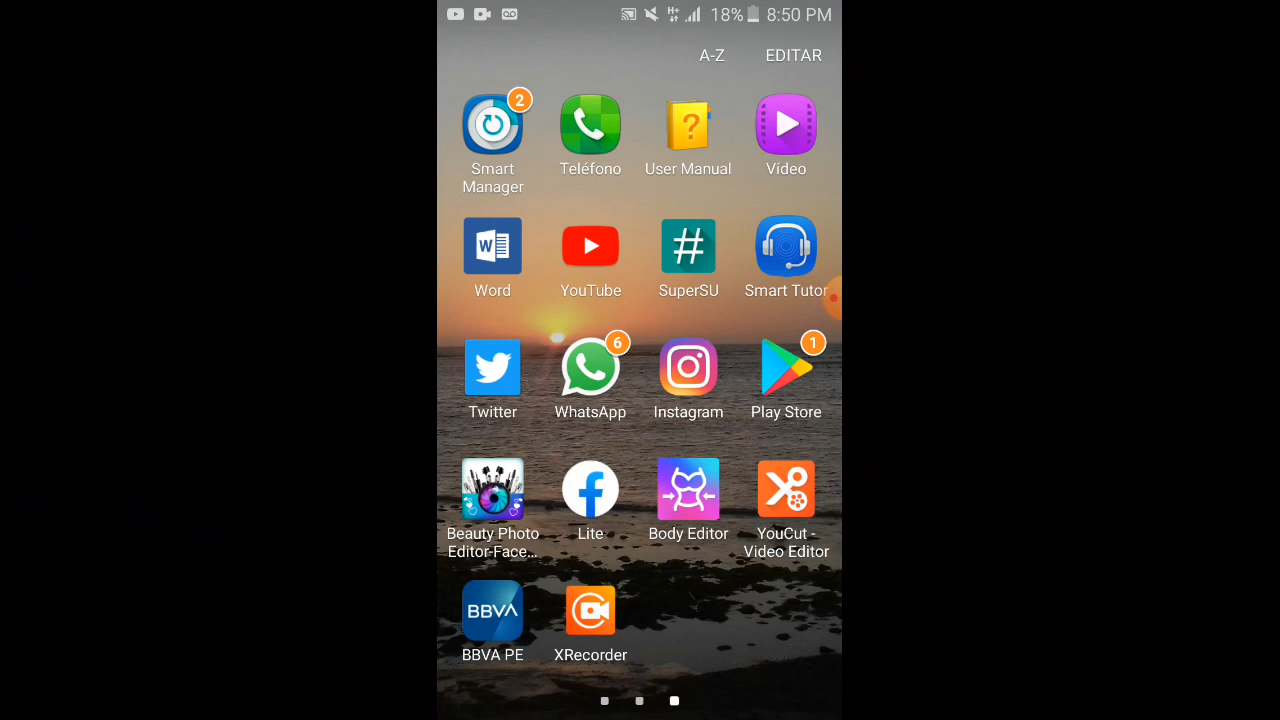 H+ 18% 8:50 PM
A-Z EDITAR
2
Smart Manager
Teléfono
User Manual
Vídeo
W
Word
YouTube
#
SuperSU
Smart Tutor
Twitter
6
WhatsApp
Instagram
1
Play Store
Beauty Photo
Editor-Face...
Lite
Body Editor
YouCut -
Video Editor
BBVA
BBVA PE
XRecorder